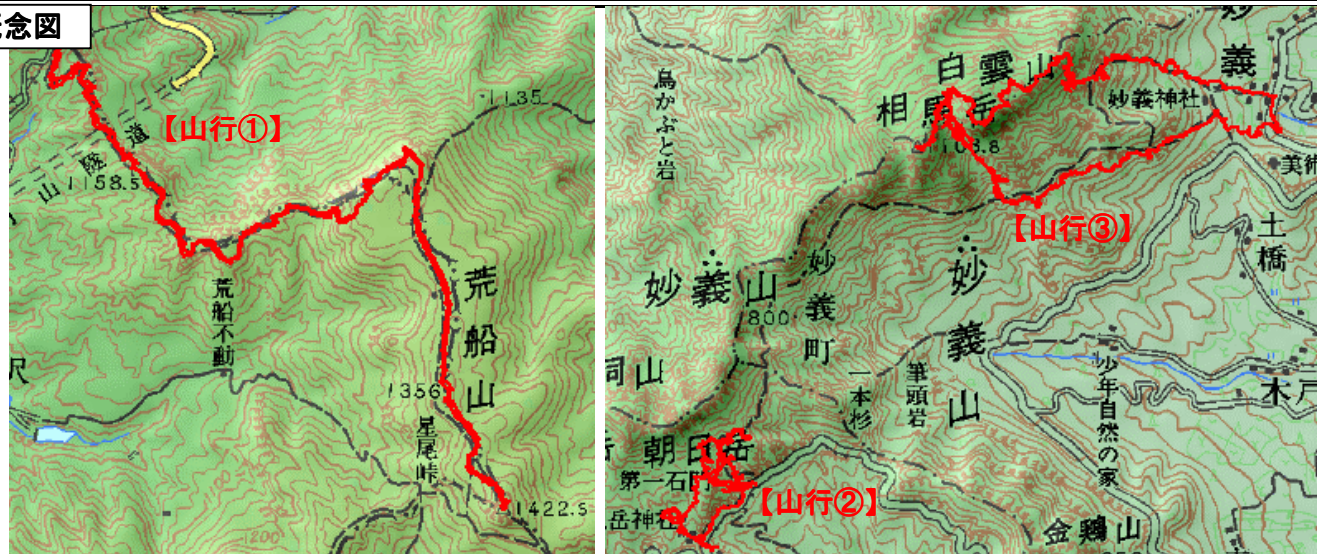 念図
【山行①】
山隧道
1158.5
1135
荒船不動
荒船山
1356
星尾峠
1422.5
1200
沢
白雲山
相馬岳
1103.8
烏かぶと岩
妙
義
妙義神社
美術
【山行③】
土橋
妙義山
妙義町
800
妙義山
一本杉
筆頭岩
少年自然の家
木戸
朝日岳
第一石門
岳神社
【山行②】
金鶏山